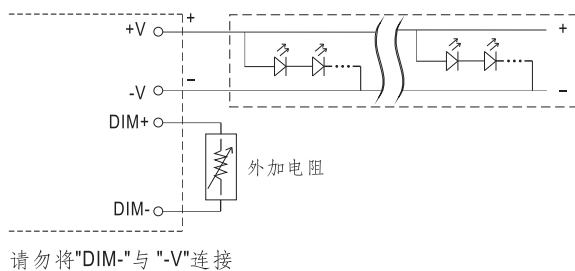 +V
+
+
−
-V
−
DIM+
外加电阻
DIM-
请勿将"DIM-"与 "-V"连接